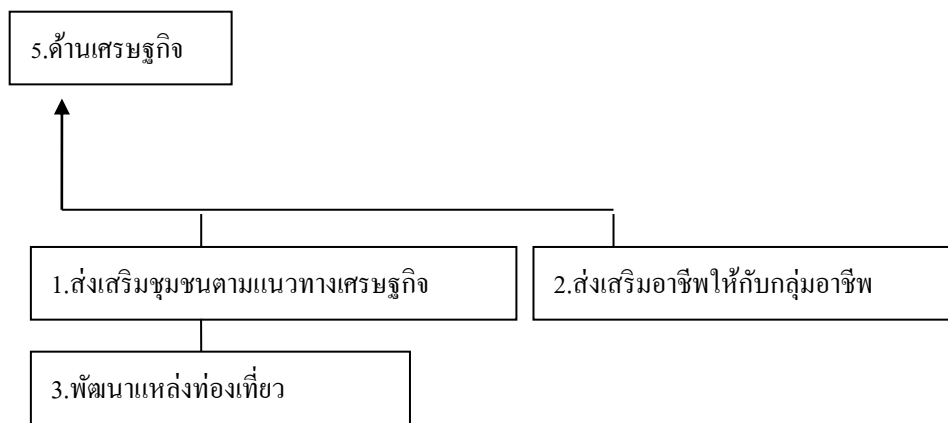 5.ด้านเศรษฐกิจ
1.ส่งเสริมชุมชนตามแนวทางเศรษฐกิจ
2.ส่งเสริมอาชีพให้กับกลุ่มอาชีพ
3.พัฒนาแหล่งท่องเที่ยว